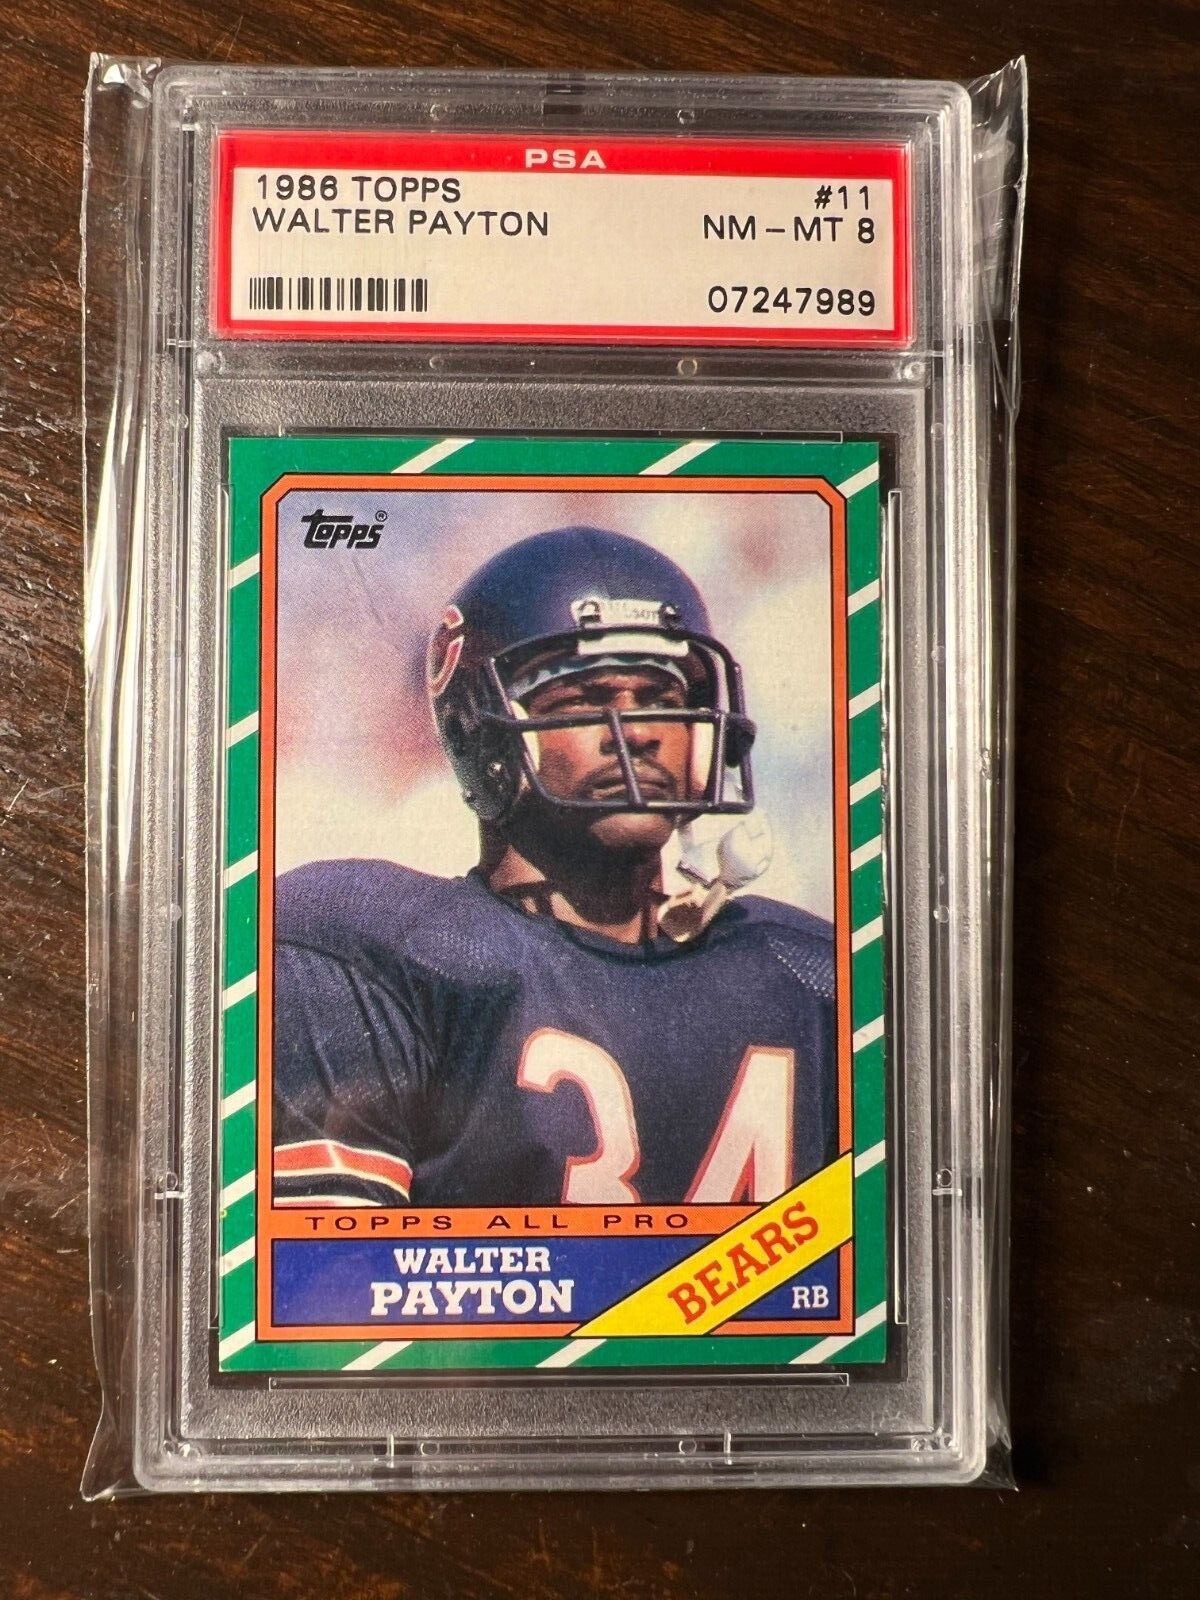 PSA
1986 TOPPS #11
WALTER PAYTON NM - MT 8
07247989
Topps®
34
TOPPS ALL PRO
WALTER
PAYTON
BEARS
RB